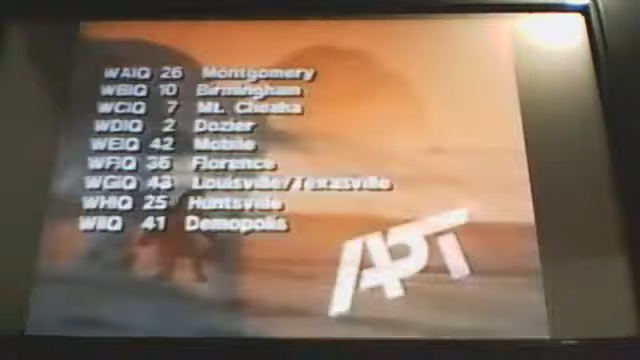 WAIQ 26 Montgomery
WBIQ 10 Birmingham
WCIQ 7 Mt. Cheaha
WDIQ 2 Dozier
WEIQ 42 Mobile
WFIQ 36 Florence
WGIQ 43 Louisville/Texasville
WHIQ 25 Huntsville
WIIQ 41 Demopolis
APT